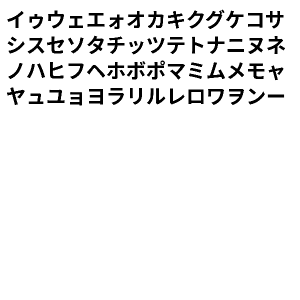 イゥウェエォオカキクグケコサ
シスセソタチッツテトナニヌネ
ノハヒフヘホボポマミムメモャ
ヤュユョヨラリルレロワヲンー